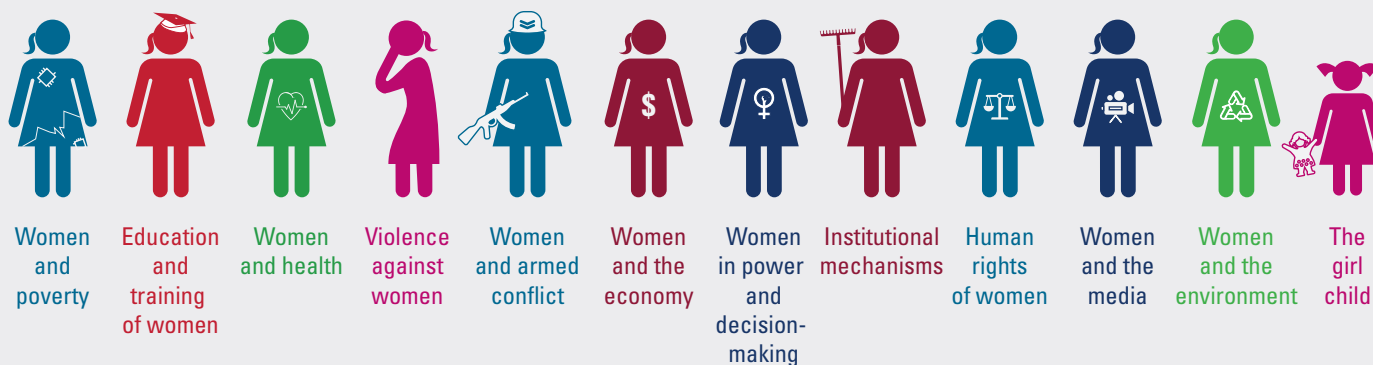 Women
and
poverty
Education
and
training
of women
Women
and health
Violence
against
women
Women
and armed
conflict
$
Women
and the
economy
Women
in power
and
decision-
making
Institutional
mechanisms
Human
rights
of women
Women
and the
media
Women
and the
environment
The
girl
child